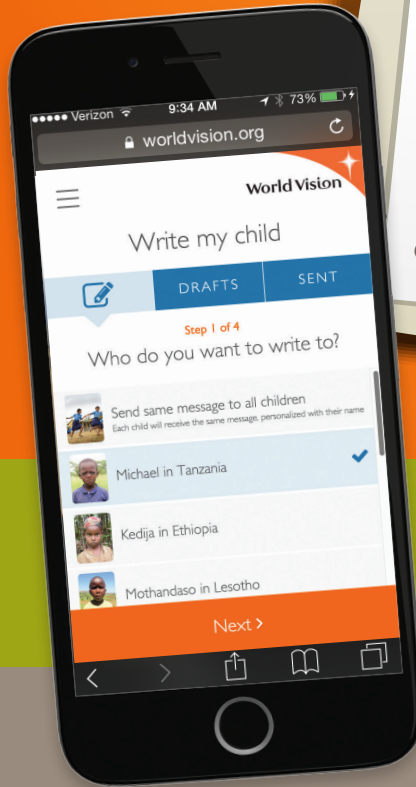 Verizon 9:34 AM 73%
worldvision.org
World Vision
Write my child
DRAFTS SENT
Step 1 of 4
Who do you want to write to?
Send same message to all children
Each child will receive the same message, personalized with their name
Michael in Tanzania
Kedija in Ethiopia
Mothandaso in Lesotho
Next >